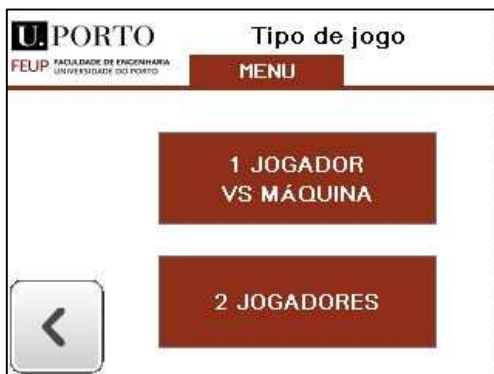 U. PORTO
Tipo de jogo
FEUP FACULDADE DE ENGENHARIA
UNIVERSIDADE DO PORTO
MENU
1 JOGADOR
VS MÁQUINA
2 JOGADORES